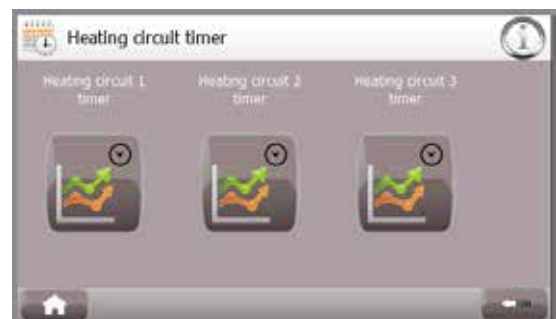 Heating circuit timer
Heating circuit 1
timer
Heating circuit 2
timer
Heating circuit 3
timer